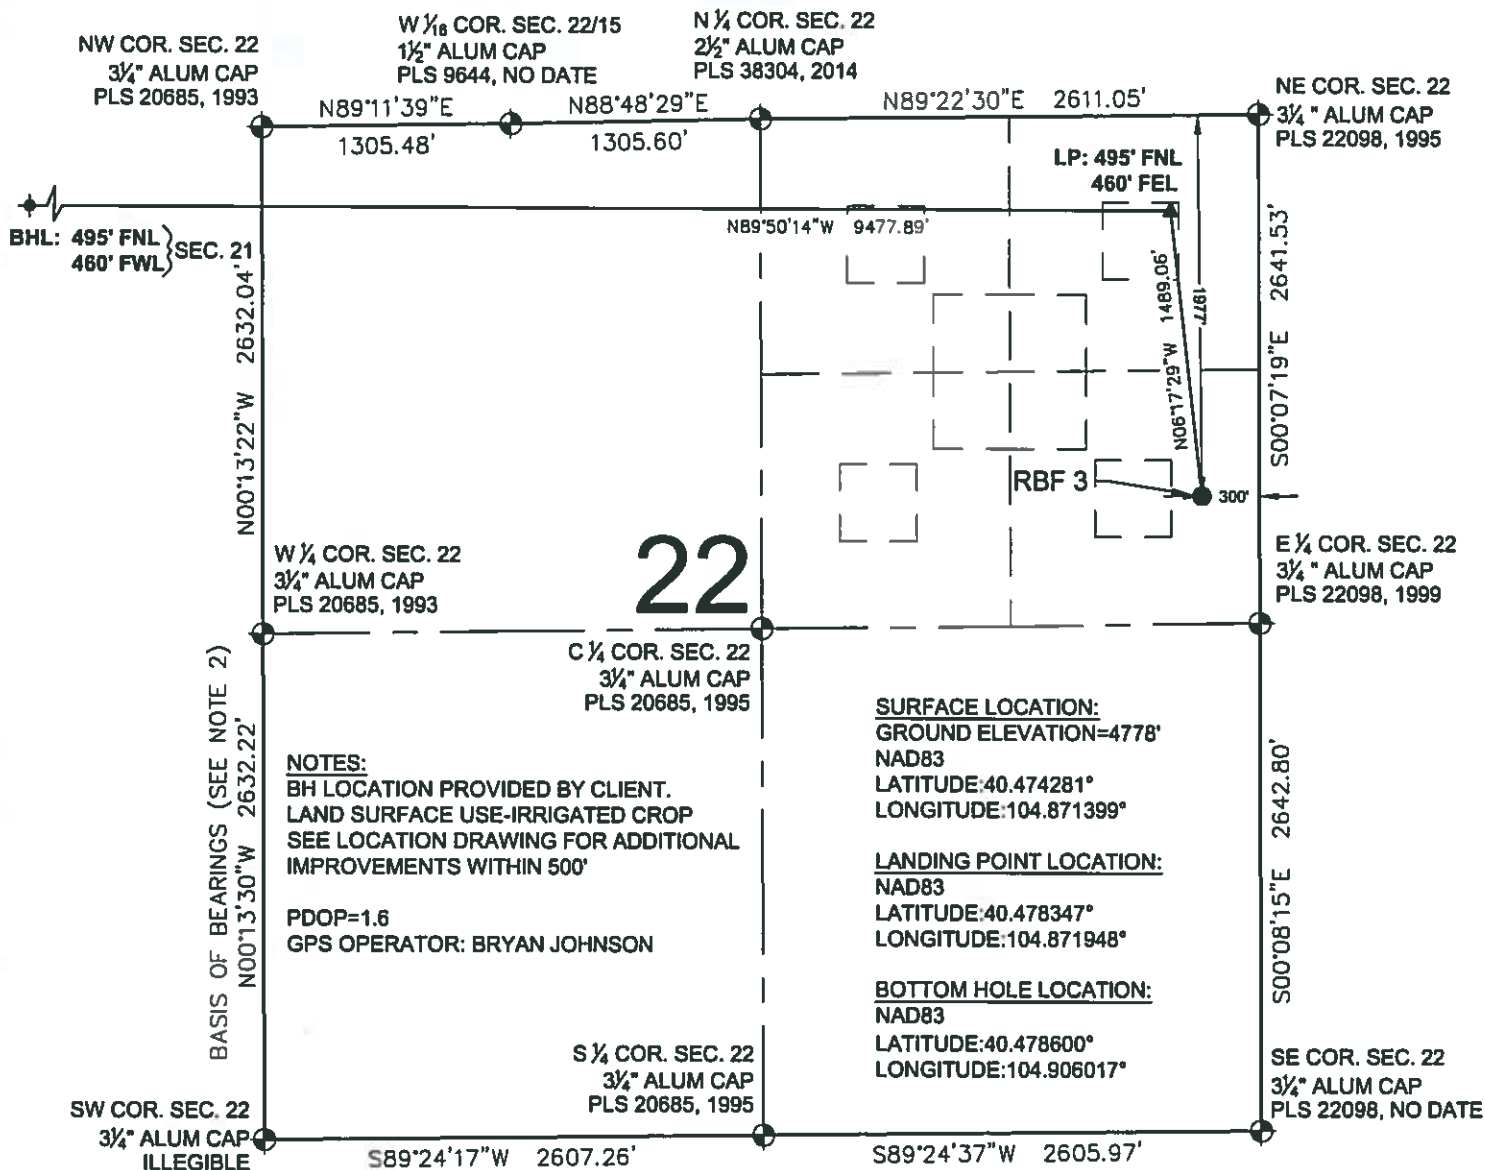 NW COR. SEC. 22
3¼" ALUM CAP
PLS 20685, 1993
W 1/16 COR. SEC. 22/15
1½" ALUM CAP
PLS 9644, NO DATE
N ¼ COR. SEC. 22
2½" ALUM CAP
PLS 38304, 2014
NE COR. SEC. 22
3¼" ALUM CAP
PLS 22098, 1995
N89°11'39"E
1305.48'
N88°48'29"E
1305.60'
N89°22'30"E 2611.05'
LP: 495' FNL
460' FEL
BHL: 495' FNL
460' FWL
SEC. 21
N89°50'14"W 9477.89'
N00°13'22"W 2632.04'
N06°17'29"W 1489.06'
1977'
S00°07'19"E 2641.53'
RBF 3
300'
W ¼ COR. SEC. 22
3¼" ALUM CAP
PLS 20685, 1993
22
E ¼ COR. SEC. 22
3¼" ALUM CAP
PLS 22098, 1999
C ¼ COR. SEC. 22
3¼" ALUM CAP
PLS 20685, 1995
BASIS OF BEARINGS (SEE NOTE 2)
N00°13'30"W 2632.22'
NOTES:
BH LOCATION PROVIDED BY CLIENT.
LAND SURFACE USE-IRRIGATED CROP
SEE LOCATION DRAWING FOR ADDITIONAL
IMPROVEMENTS WITHIN 500'
PDOP=1.6
GPS OPERATOR: BRYAN JOHNSON
SURFACE LOCATION:
GROUND ELEVATION=4778'
NAD83
LATITUDE:40.474281°
LONGITUDE:104.871399°
LANDING POINT LOCATION:
NAD83
LATITUDE:40.478347°
LONGITUDE:104.871948°
BOTTOM HOLE LOCATION:
NAD83
LATITUDE:40.478600°
LONGITUDE:104.906017°
S00°08'15"E 2642.80'
S ¼ COR. SEC. 22
3¼" ALUM CAP
PLS 20685, 1995
SE COR. SEC. 22
3¼" ALUM CAP
PLS 22098, NO DATE
SW COR. SEC. 22
3¼" ALUM CAP
ILLEGIBLE
S89°24'17"W 2607.26'
S89°24'37"W 2605.97'